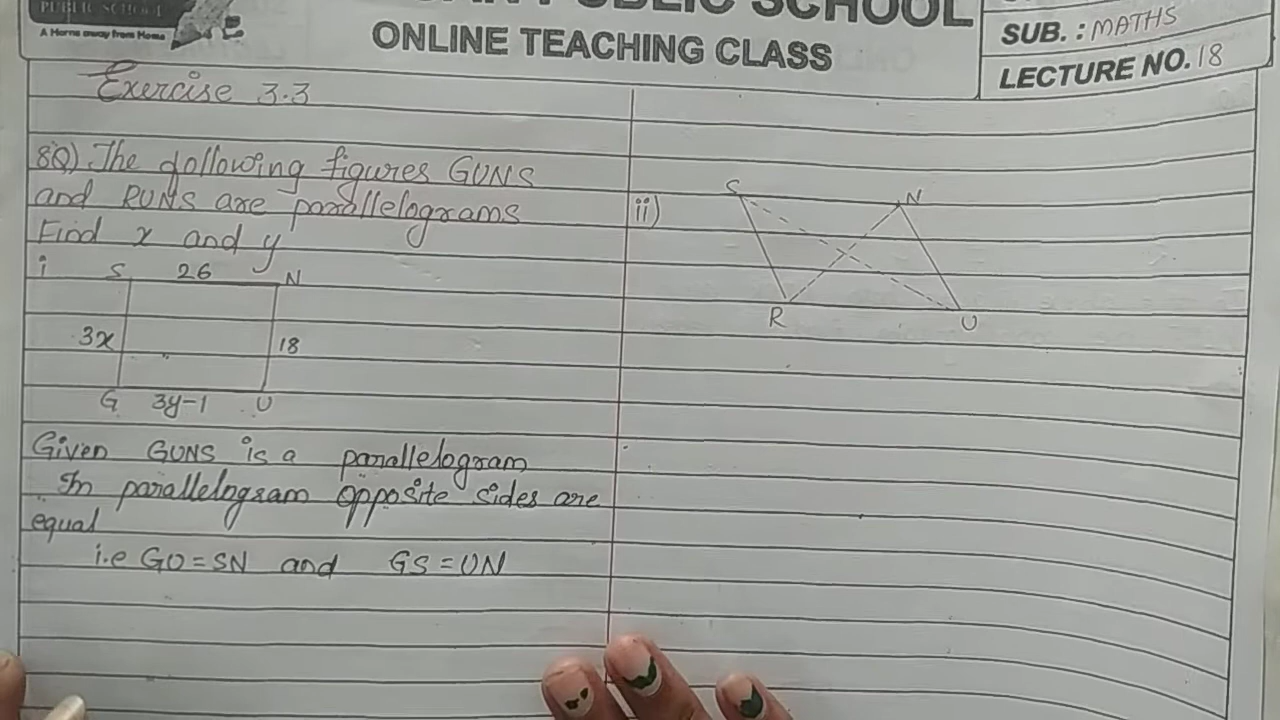 PUBLIC SCHOOL
A Home away from Home
PUBLIC SCHOOL
ONLINE TEACHING CLASS
SUB. : MATHS
LECTURE NO. 18
Exercise 3.3
8Q) The following figures GUNS
and RUNS are parallelograms
Find x and y
i S 26 N
3x 18
G 3y-1 U
Given GUNS is a parallelogram
In parallelogram opposite sides are
equal
i.e GU = SN and GS = UN
ii) S N
R U